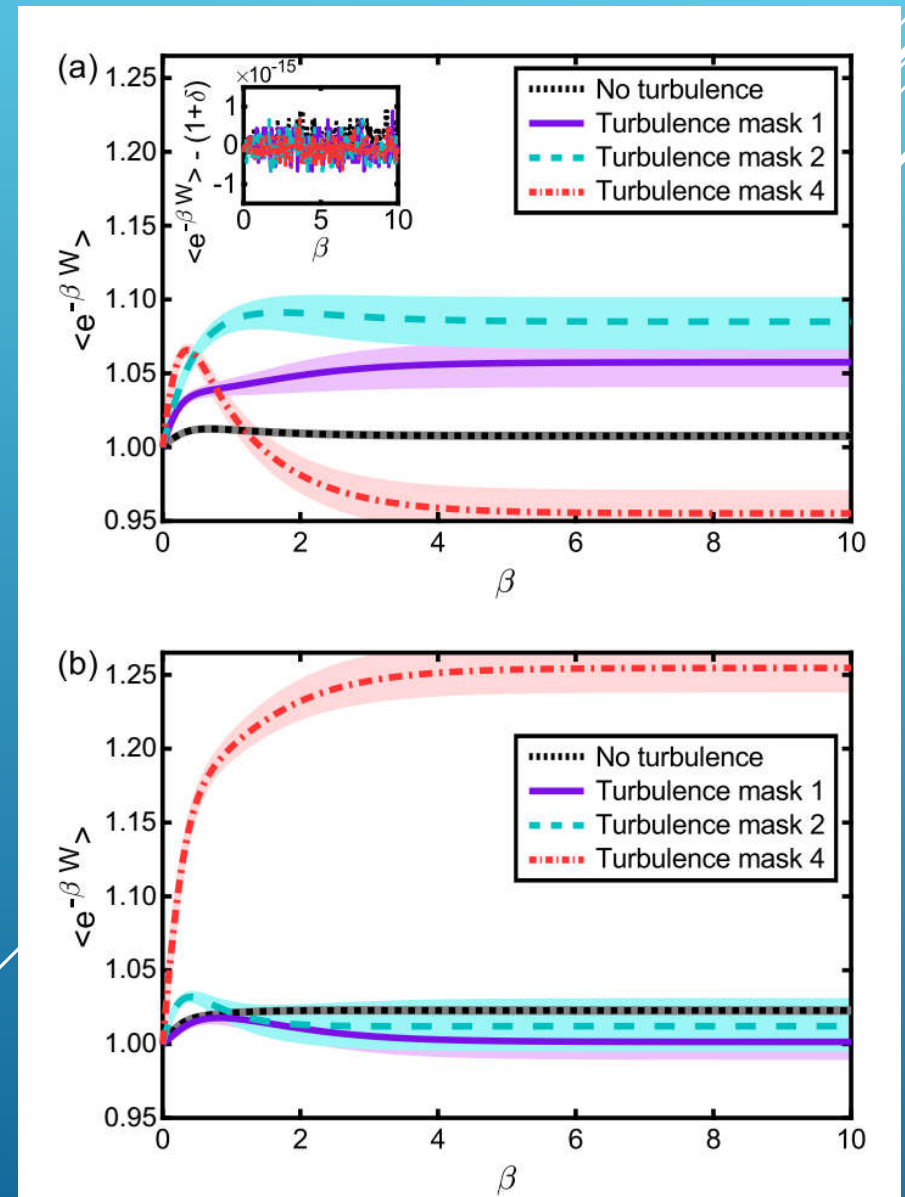 (a)
1.25
1.20
1.15
1.10
1.05
1.00
0.95
<e^-β W>
0
2
4
6
8
10
β
×10^-15
1
0
-1
<e^-β W> - (1+δ)
0
5
10
β
No turbulence
Turbulence mask 1
Turbulence mask 2
Turbulence mask 4
(b)
1.25
1.20
1.15
1.10
1.05
1.00
0.95
<e^-β W>
0
2
4
6
8
10
β
No turbulence
Turbulence mask 1
Turbulence mask 2
Turbulence mask 4